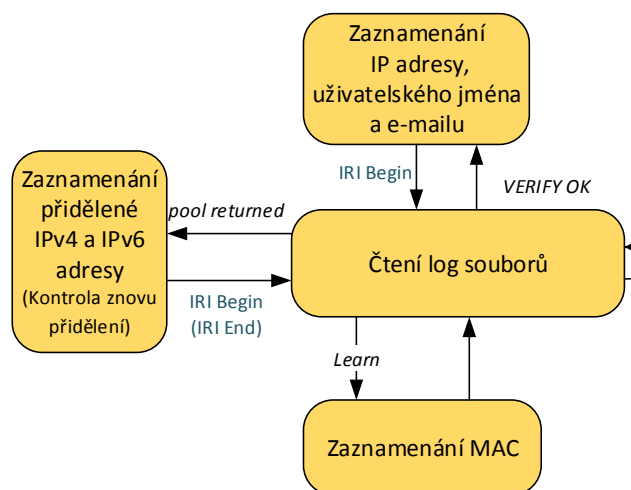 Zaznamenání
IP adresy,
uživatelského jména
a e-mailu
IRI Begin
VERIFY OK
Zaznamenání
přidělené
IPv4 a IPv6
adresy
(Kontrola znovu
přidělení)
pool returned
IRI Begin
(IRI End)
Čtení log souborů
Learn
Zaznamenání MAC